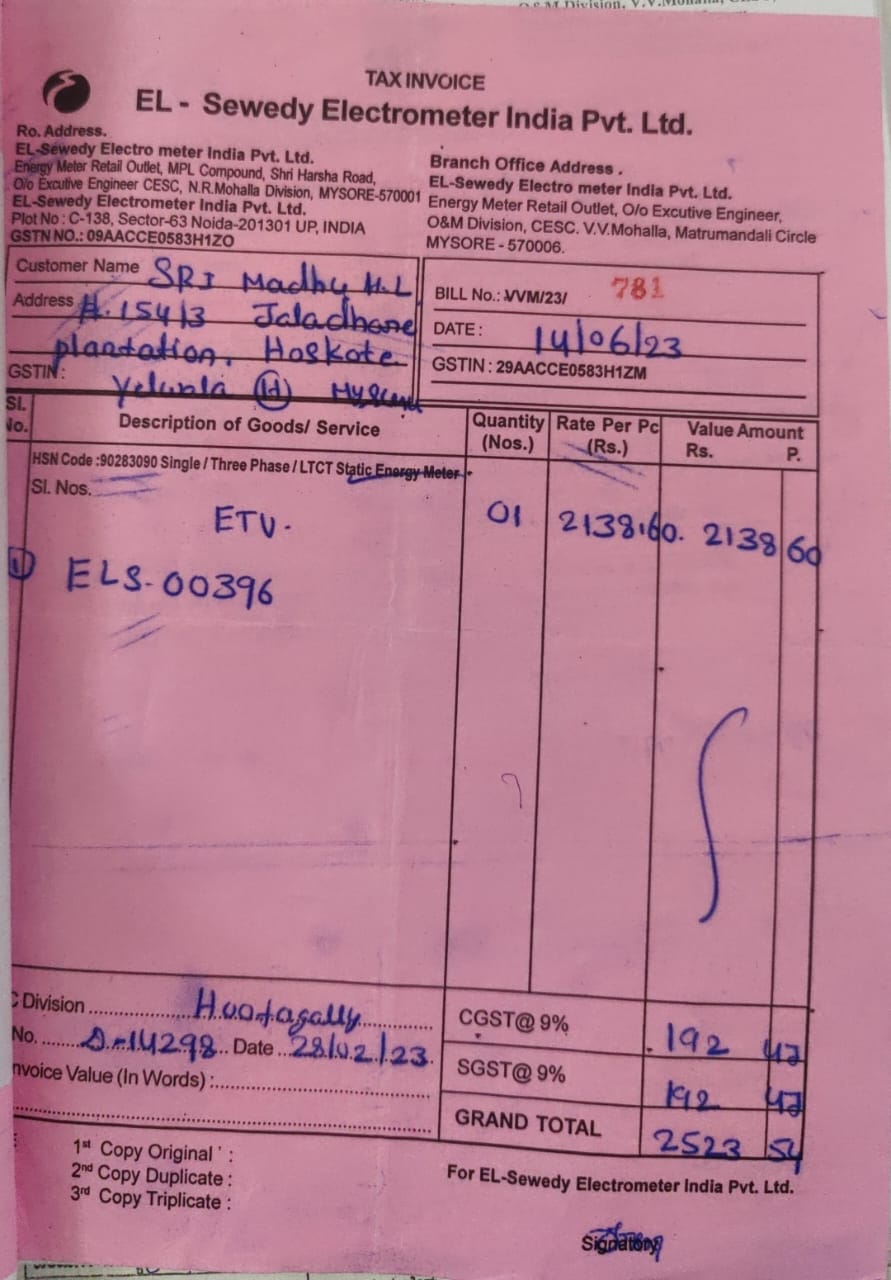 O&M Division, V.V.Mohalla,
TAX INVOICE
EL - Sewedy Electrometer India Pvt. Ltd.
Ro. Address.
EL-Sewedy Electro meter India Pvt. Ltd.
Energy Meter Retail Outlet, MPL Compound, Shri Harsha Road,
O/o Excutive Engineer CESC, N.R.Mohalla Division, MYSORE-570001
EL-Sewedy Electrometer India Pvt. Ltd.
Plot No : C-138, Sector-63 Noida-201301 UP, INDIA
GSTN NO.: 09AACCE0583H1ZO
Branch Office Address .
EL-Sewedy Electro meter India Pvt. Ltd.
Energy Meter Retail Outlet, O/o Excutive Engineer,
O&M Division, CESC. V.V.Mohalla, Matrumandali Circle
MYSORE - 570006.
Customer Name SRI Madhu H.L
Address #.154/3 Jaladhare
plantation, Hoskote
GSTIN : Yelwala (H) Mysuru
BILL No.: VVM/23/ 781
DATE : 14/06/23
GSTIN : 29AACCE0583H1ZM
Sl. No. Description of Goods/ Service Quantity (Nos.) Rate Per Pc (Rs.) Value Amount Rs. P.
HSN Code :90283090 Single / Three Phase / LTCT Static Energy Meter
Sl. Nos.
ETV. 01 2138.60. 2138 60
1) ELS-00396
C Division Hootagally
No. D-14298 Date 28/02/23
nvoice Value (In Words) :
CGST@ 9% 192 47
SGST@ 9% 192 47
GRAND TOTAL 2523 54
1st Copy Original :
2nd Copy Duplicate :
3rd Copy Triplicate :
For EL-Sewedy Electrometer India Pvt. Ltd.
Signatory